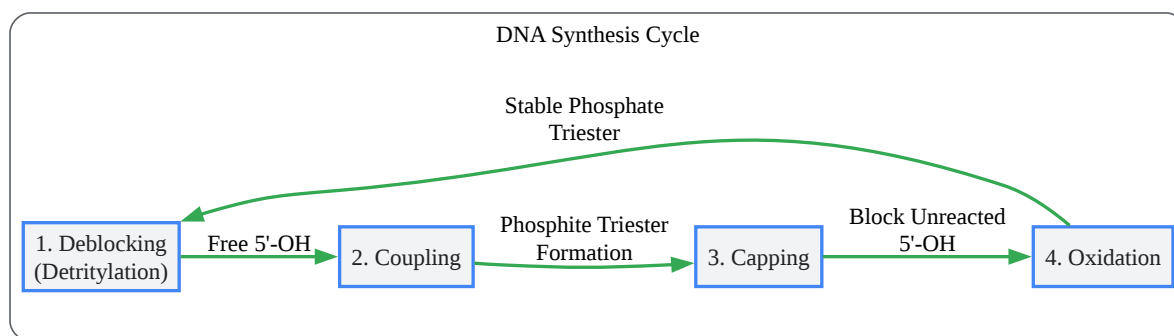 DNA Synthesis Cycle
Stable Phosphate
Triester
1. Deblocking
(Detritylation)
Free 5'-OH
2. Coupling
Phosphite Triester
Formation
3. Capping
Block Unreacted
5'-OH
4. Oxidation